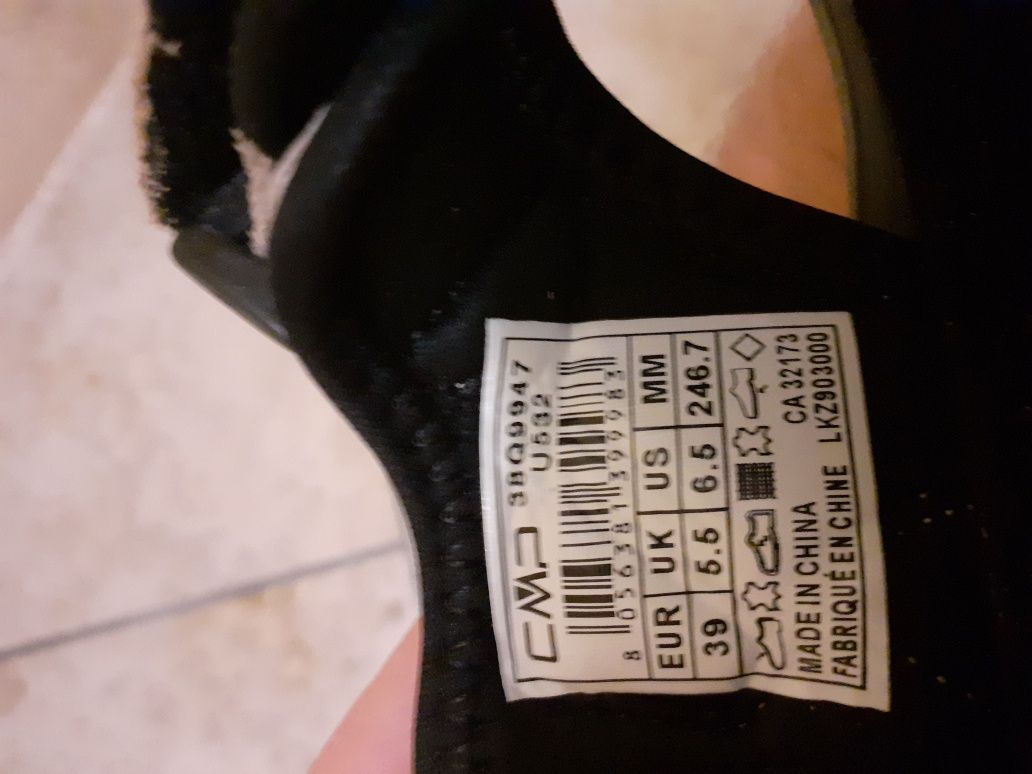 CMP 3BQ9947
U532
8 056381 399983
EUR UK US MM
39 5.5 6.5 246.7
MADE IN CHINA CA 32173
FABRIQUÉ EN CHINE LKZ903000